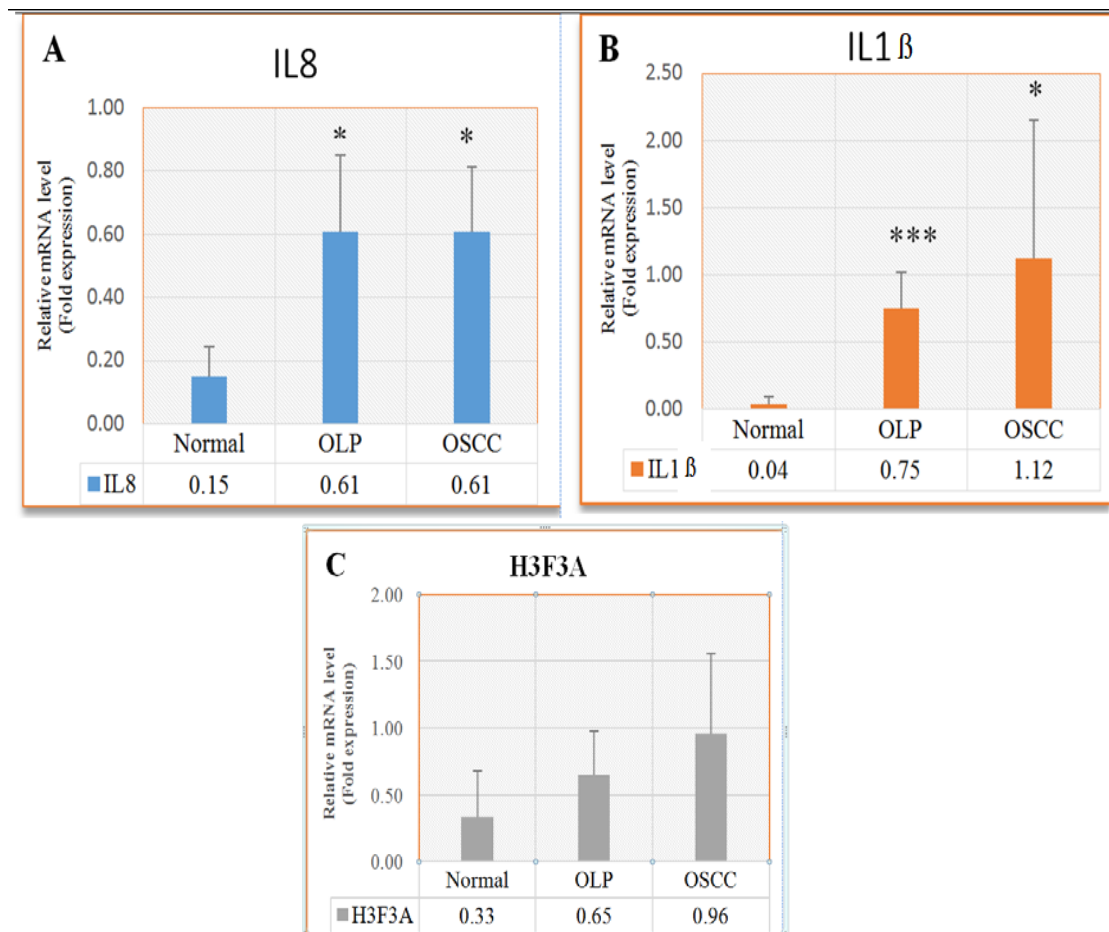 A
IL8
Relative mRNA level
(Fold expression)
1.00
0.80
0.60
0.40
0.20
0.00
*
*
Normal OLP OSCC
IL8 0.15 0.61 0.61
B
IL1 ß
Relative mRNA level
(Fold expression)
2.50
2.00
1.50
1.00
0.50
0.00
***
*
Normal OLP OSCC
IL1 ß 0.04 0.75 1.12
C
H3F3A
Relative mRNA level
(Fold expression)
2.00
1.50
1.00
0.50
0.00
Normal OLP OSCC
H3F3A 0.33 0.65 0.96